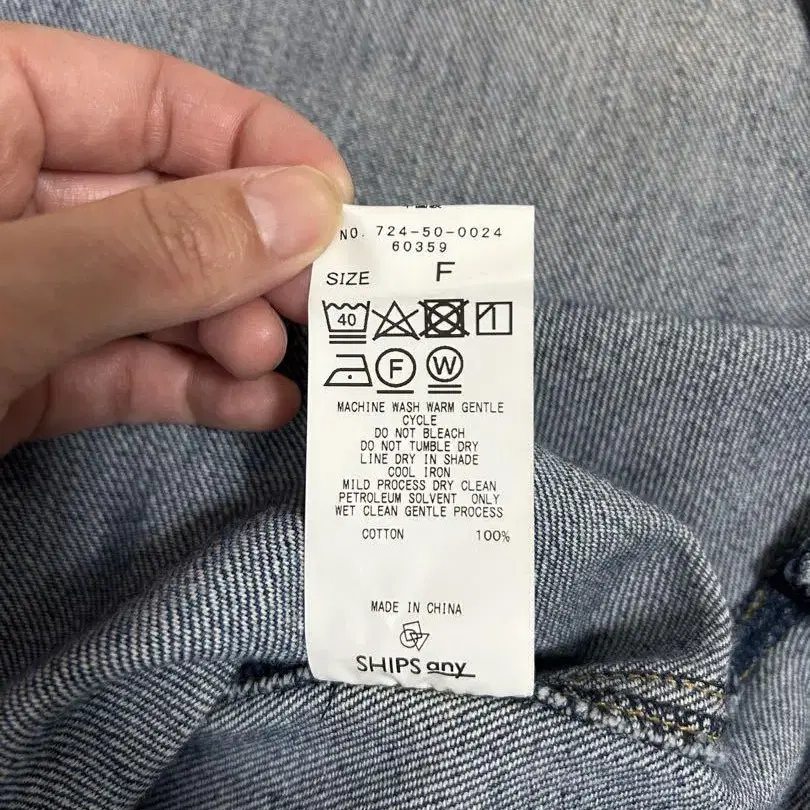 NO. 724-50-0024
60359
SIZE F
40
F W
MACHINE WASH WARM GENTLE
CYCLE
DO NOT BLEACH
DO NOT TUMBLE DRY
LINE DRY IN SHADE
COOL IRON
MILD PROCESS DRY CLEAN
PETROLEUM SOLVENT ONLY
WET CLEAN GENTLE PROCESS
COTTON 100%
MADE IN CHINA
SHIPS any